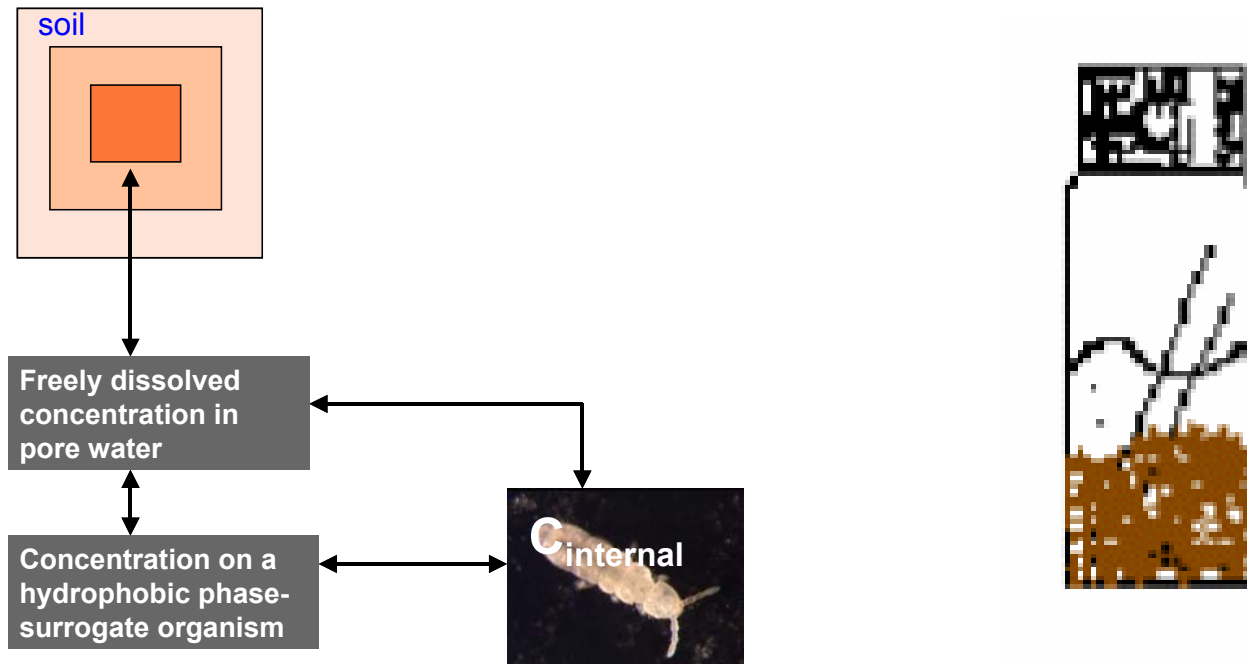 soil
Freely dissolved
concentration in
pore water
Cinternal
Concentration on a
hydrophobic phase-
surrogate organism